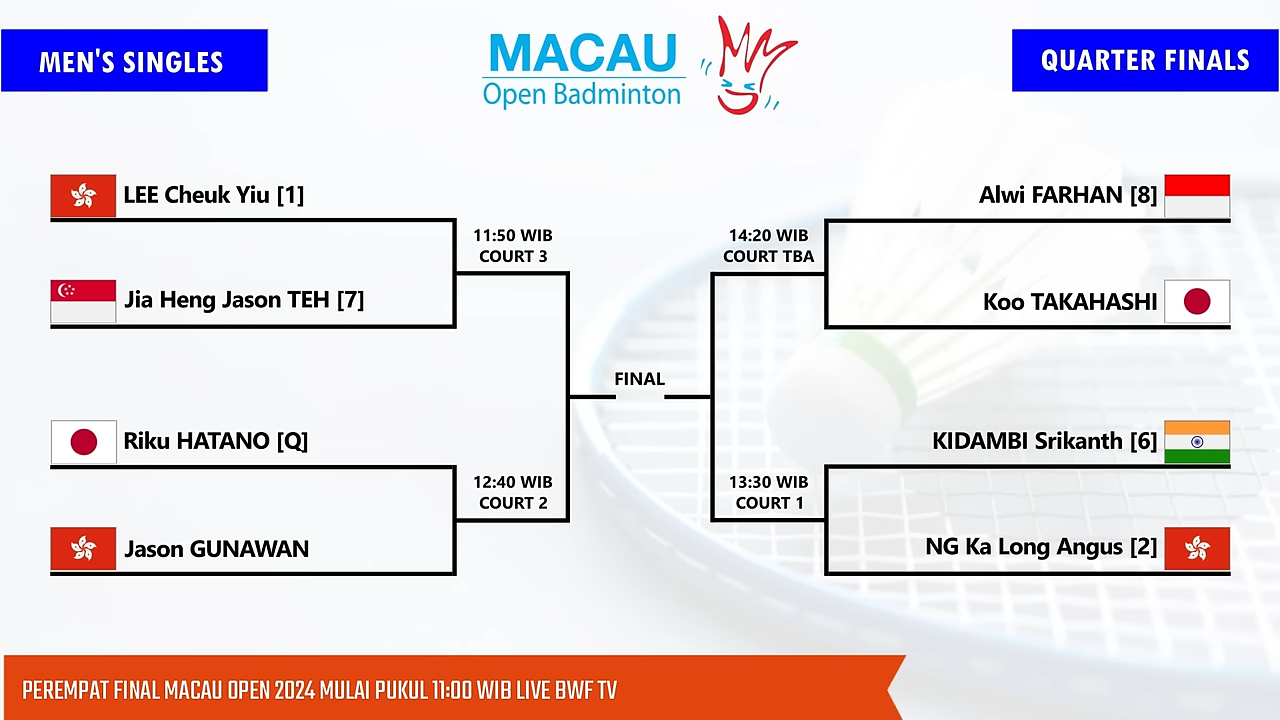 MEN'S SINGLES
MACAU
Open Badminton
QUARTER FINALS
LEE Cheuk Yiu [1]
Jia Heng Jason TEH [7]
11:50 WIB
COURT 3
Riku HATANO [Q]
Jason GUNAWAN
12:40 WIB
COURT 2
FINAL
Alwi FARHAN [8]
Koo TAKAHASHI
14:20 WIB
COURT TBA
KIDAMBI Srikanth [6]
NG Ka Long Angus [2]
13:30 WIB
COURT 1
PEREMPAT FINAL MACAU OPEN 2024 MULAI PUKUL 11:00 WIB LIVE BWF TV